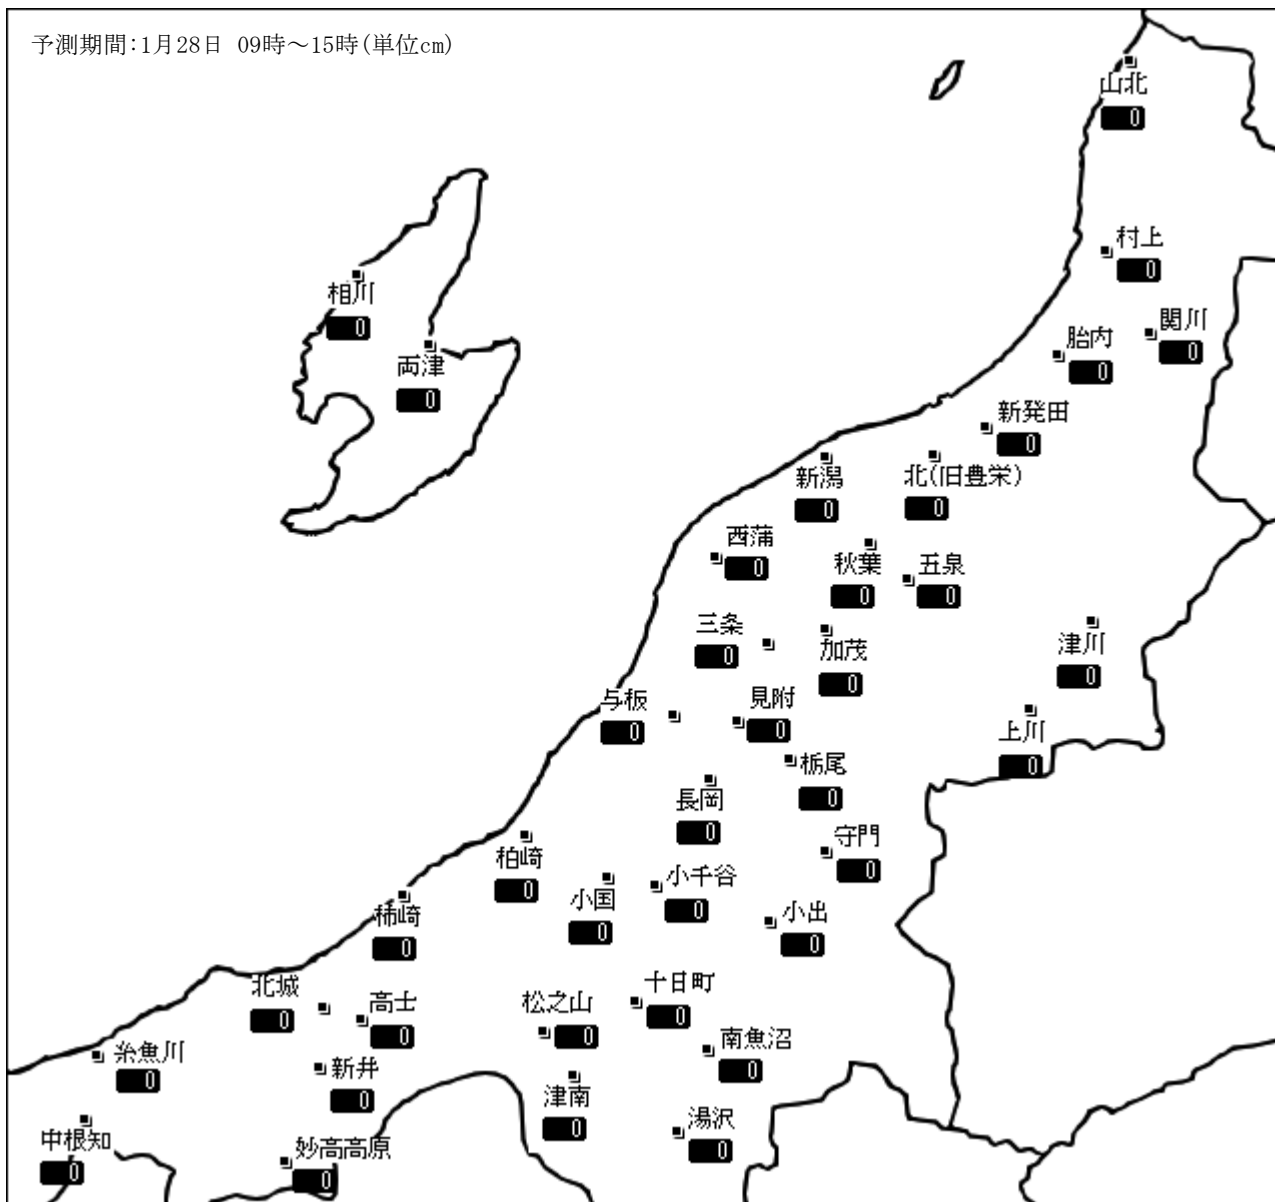 予測期間:1月28日 09時～15時(単位cm)
山北
0
村上
0
相川
0
関川
0
胎内
0
両津
0
新発田
0
新潟
0
北(旧豊栄)
0
西蒲
0
秋葉
0
五泉
0
三条
0
加茂
0
津川
0
与板
0
見附
0
上川
0
栃尾
0
長岡
0
守門
0
柏崎
0
小国
0
小千谷
0
小出
0
柿崎
0
北城
0
高士
0
松之山
0
十日町
0
南魚沼
0
糸魚川
0
新井
0
津南
0
湯沢
0
中根知
0
妙高高原
0